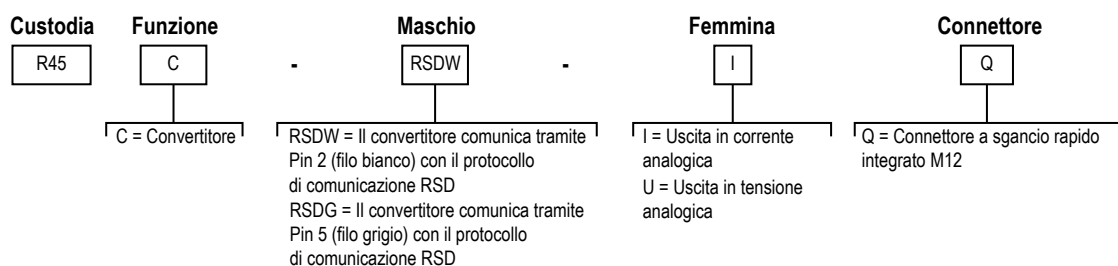 Custodia Funzione Maschio Femmina Connettore
R45 C - RSDW - I Q
C = Convertitore
RSDW = Il convertitore comunica tramite
Pin 2 (filo bianco) con il protocollo
di comunicazione RSD
RSDG = Il convertitore comunica tramite
Pin 5 (filo grigio) con il protocollo
di comunicazione RSD
I = Uscita in corrente
analogica
U = Uscita in tensione
analogica
Q = Connettore a sgancio rapido
integrato M12